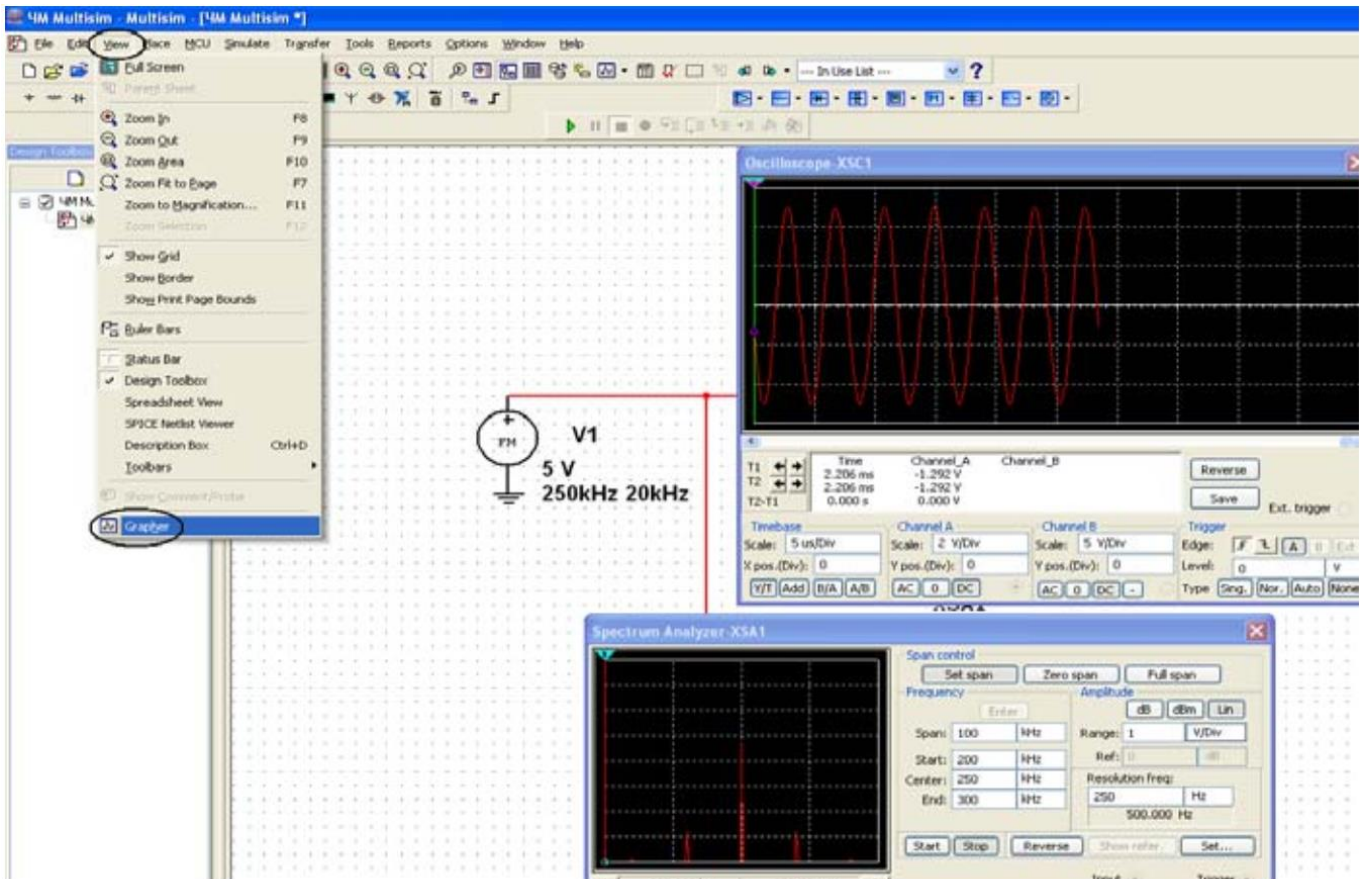 ЧМ Multisim - Multisim - [ЧМ Multisim *]
File Edit View Place MCU Simulate Transfer Tools Reports Options Window Help
Full Screen
Parent Sheet
--- In Use List ---
Zoom In F8
Zoom Out F9
Zoom Area F10
Zoom Fit to Page F7
Zoom to Magnification... F11
Zoom Selection F12
Show Grid
Show Border
Show Print Page Bounds
Ruler Bars
Status Bar
Design Toolbox
Spreadsheet View
SPICE Netlist Viewer
Description Box Ctrl+D
Toolbars
Show Comment/Probe
Grapher
Design Toolbox
FM
V1
5 V
250kHz 20kHz
Oscilloscope-XSC1
Time Channel_A Channel_B
T1 2.206 ms -1.292 V
T2 2.206 ms -1.292 V
T2-T1 0.000 s 0.000 V
Reverse
Save
Ext. trigger
Timebase
Scale: 5 us/Div
X pos.(Div): 0
Y/T Add B/A A/B
Channel A
Scale: 2 V/Div
Y pos.(Div): 0
AC 0 DC
Channel B
Scale: 5 V/Div
Y pos.(Div): 0
AC 0 DC -
Trigger
Edge: A B Ext
Level: 0 V
Type Sing. Nor. Auto None
Spectrum Analyzer-XSA1
Span control
Set span Zero span Full span
Frequency
Enter
Span: 100 kHz
Start: 200 kHz
Center: 250 kHz
End: 300 kHz
Amplitude
dB dBm Lin
Range: 1 V/Div
Ref: 0 dB
Resolution freq:
250 Hz
500.000 Hz
Start Stop Reverse Show refer. Set...
Input Trigger